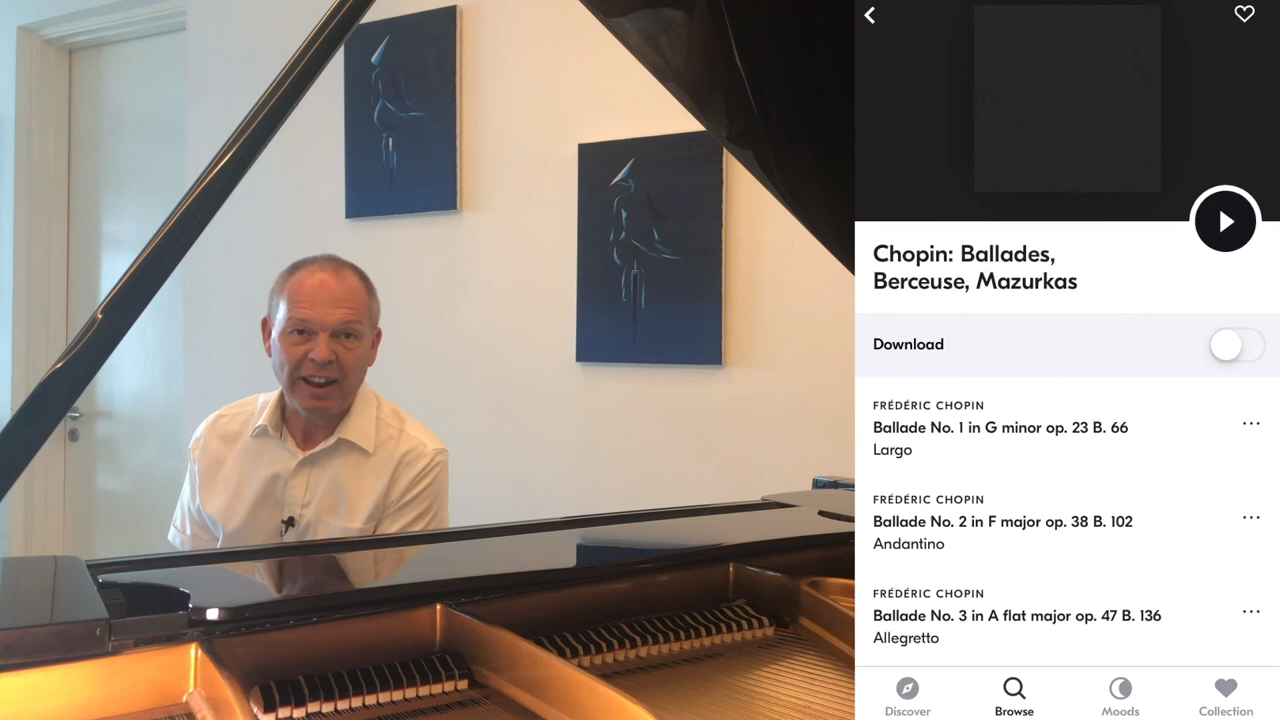 Chopin: Ballades,
Berceuse, Mazurkas
Download
FRÉDÉRIC CHOPIN
Ballade No. 1 in G minor op. 23 B. 66
Largo
FRÉDÉRIC CHOPIN
Ballade No. 2 in F major op. 38 B. 102
Andantino
FRÉDÉRIC CHOPIN
Ballade No. 3 in A flat major op. 47 B. 136
Allegretto
Discover
Browse
Moods
Collection